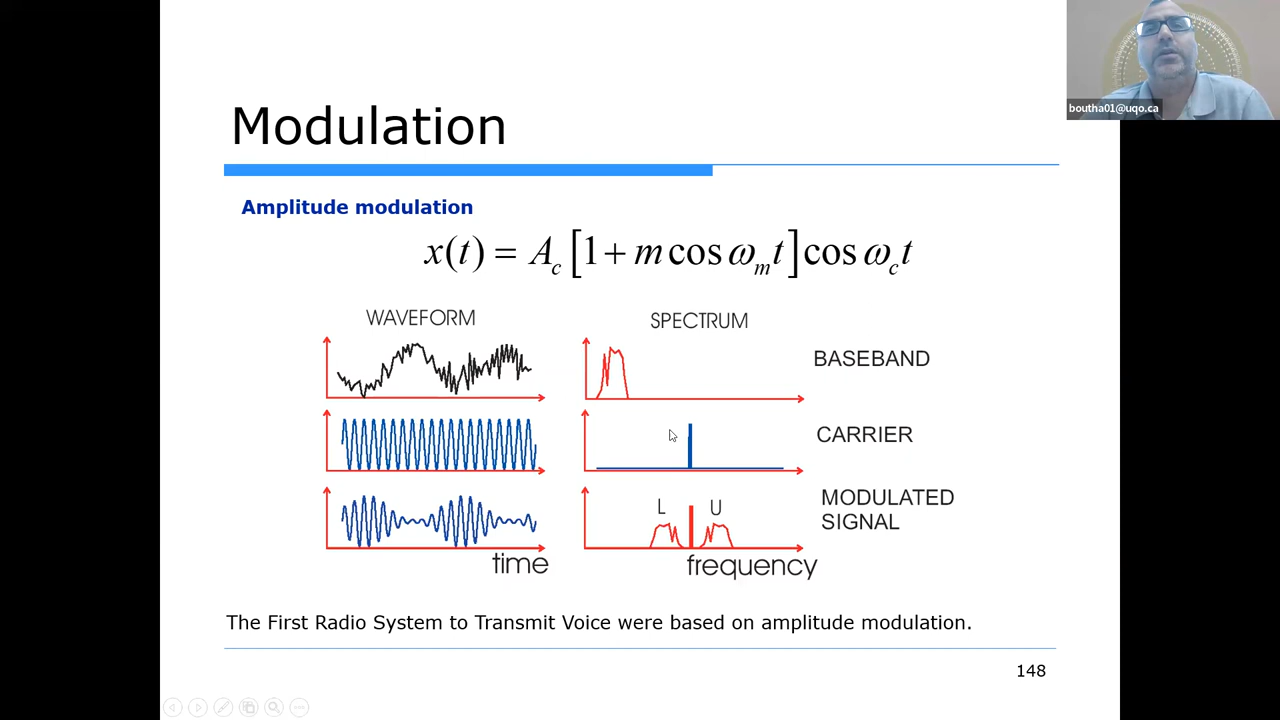 boutha01@uqo.ca
Modulation
Amplitude modulation
x(t) = A_c [1 + m cos ω_m t] cos ω_c t
WAVEFORM
SPECTRUM
BASEBAND
CARRIER
L
U
MODULATED
SIGNAL
time
frequency
The First Radio System to Transmit Voice were based on amplitude modulation.
148